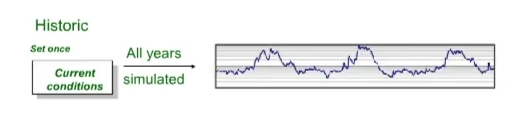 Historic
Set once
Current
conditions
All years
simulated